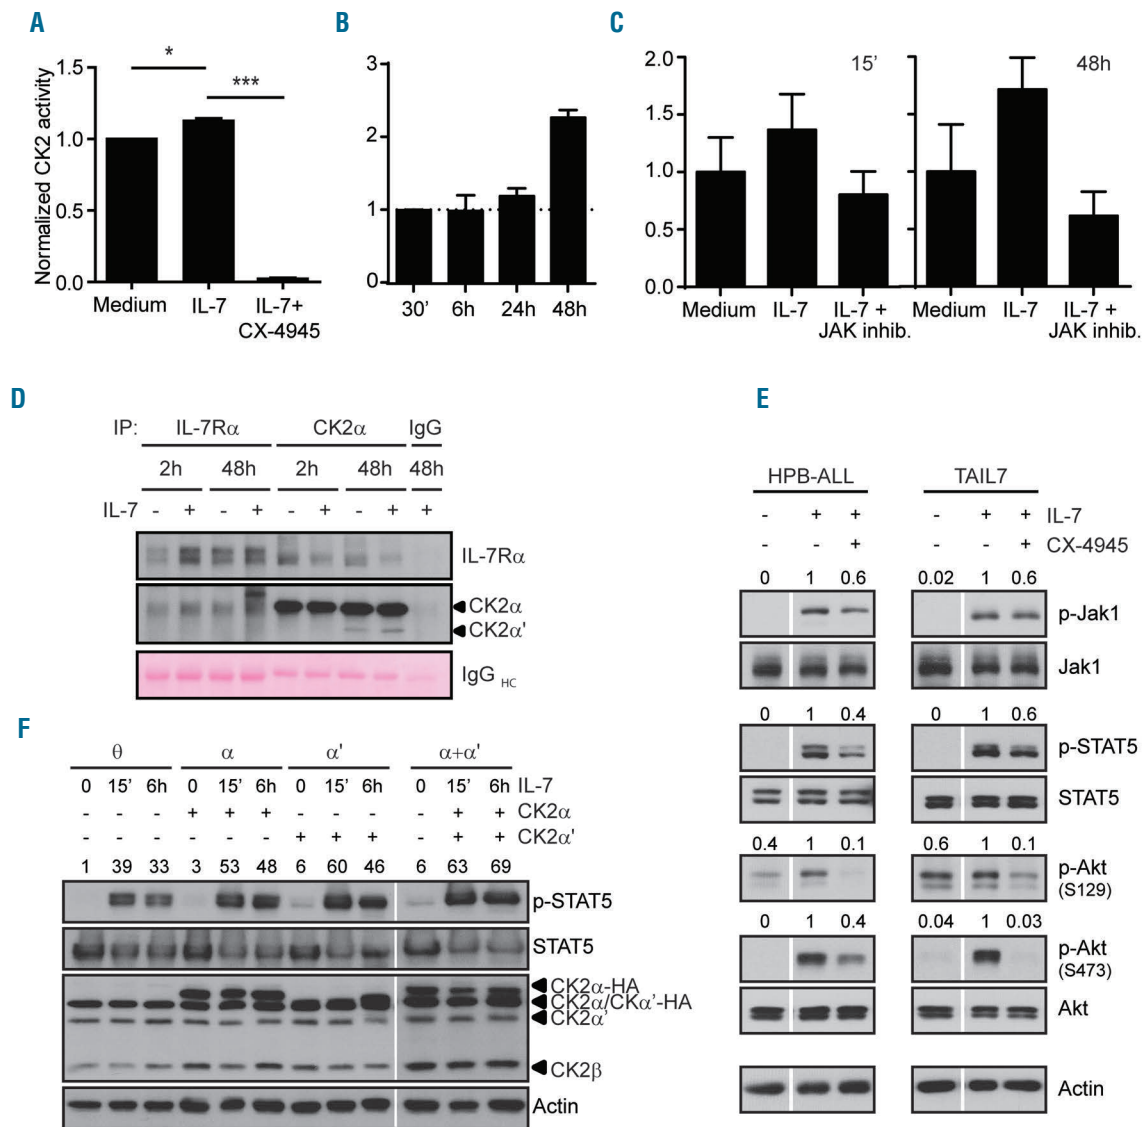 A
B
C
Normalized CK2 activity
1.5
1.0
0.5
0.0
*
***
Medium
IL-7
IL-7+
CX-4945
3
2
1
0
30'
6h
24h
48h
2.0
1.5
1.0
0.5
0.0
15'
48h
Medium
IL-7
IL-7 +
JAK inhib.
Medium
IL-7
IL-7 +
JAK inhib.
D
IP: IL-7Rα CK2α IgG
2h 48h 2h 48h 48h
IL-7 - + - + - + - + +
IL-7Rα
CK2α
CK2α'
IgG HC
E
HPB-ALL TAIL7
- + + - + + IL-7
- - + - - + CX-4945
0 1 0.6 0.02 1 0.6
p-Jak1
Jak1
0 1 0.4 0 1 0.6
p-STAT5
STAT5
0.4 1 0.1 0.6 1 0.1
p-Akt
(S129)
0 1 0.4 0.04 1 0.03
p-Akt
(S473)
Akt
Actin
F
θ α α' α+α'
0 15' 6h 0 15' 6h 0 15' 6h 0 15' 6h IL-7
- - - + + + - - - - + + CK2α
- - - - - - + + + - + + CK2α'
1 39 33 3 53 48 6 60 46 6 63 69
p-STAT5
STAT5
CK2α-HA
CK2α/CKα'-HA
CK2α'
CK2β
Actin